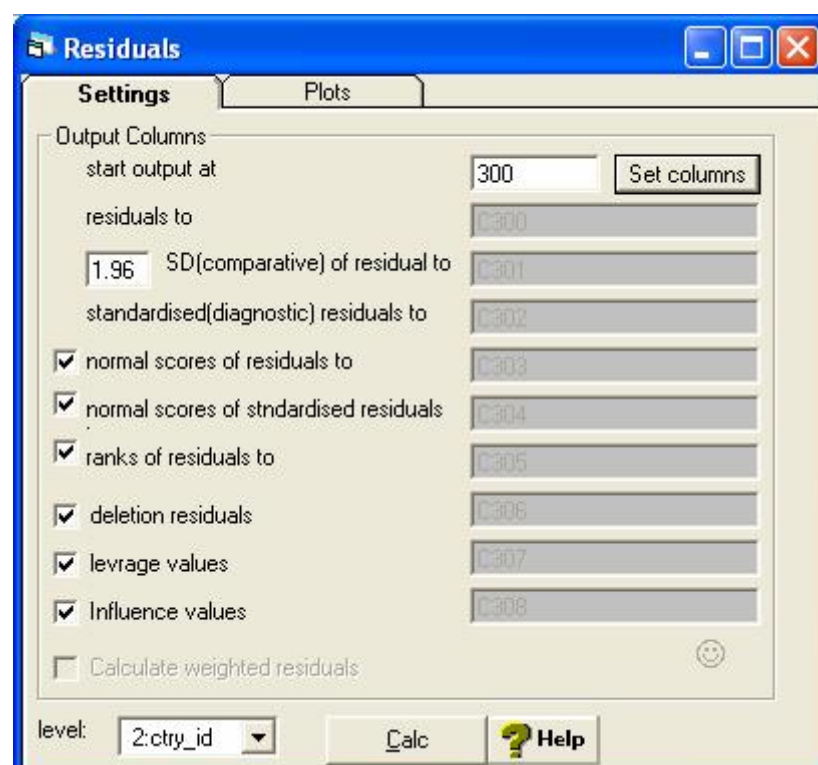 Residuals
Settings Plots
Output Columns
start output at 300 Set columns
residuals to C300
1.96 SD(comparative) of residual to C301
standardised(diagnostic) residuals to C302
normal scores of residuals to C303
normal scores of stndardised residuals C304
ranks of residuals to C305
deletion residuals C306
levrage values C307
Influence values C308
Calculate weighted residuals
level: 2:ctry_id Calc Help